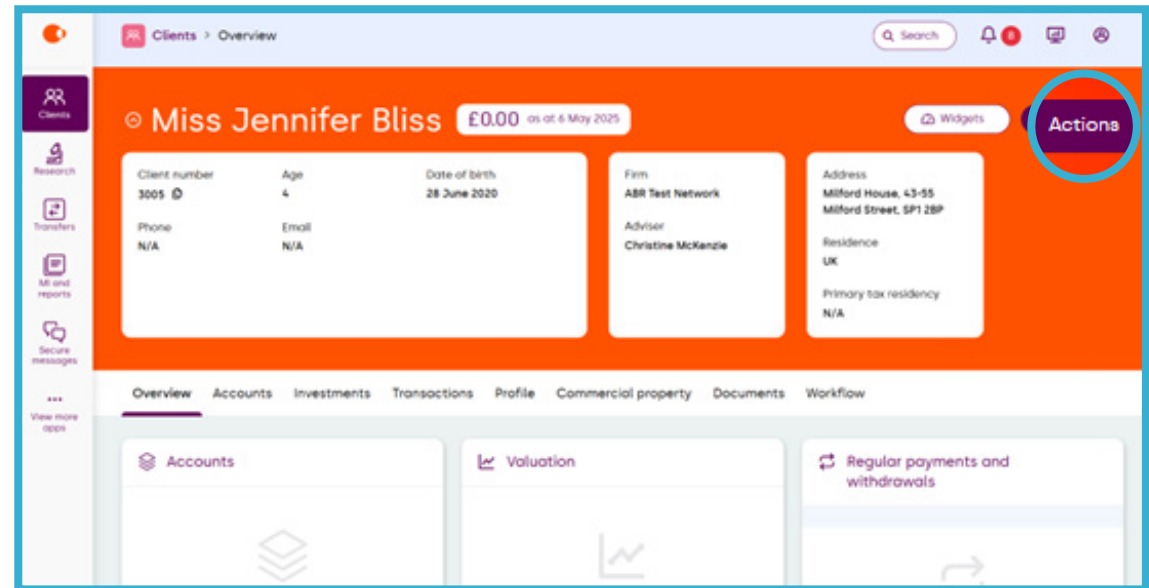 Clients > Overview
Search
8
Clients
Research
Transfers
MI and
reports
Secure
messages
View more
apps
Miss Jennifer Bliss £0.00 as at 6 May 2025
Widgets
Actions
Client number Age Date of birth
3005 4 28 June 2020
Phone Email
N/A N/A
Firm
ABR Test Network
Adviser
Christine McKenzie
Address
Milford House, 43-55
Milford Street, SP1 2BP
Residence
UK
Primary tax residency
N/A
Overview Accounts Investments Transactions Profile Commercial property Documents Workflow
Accounts
Valuation
Regular payments and
withdrawals